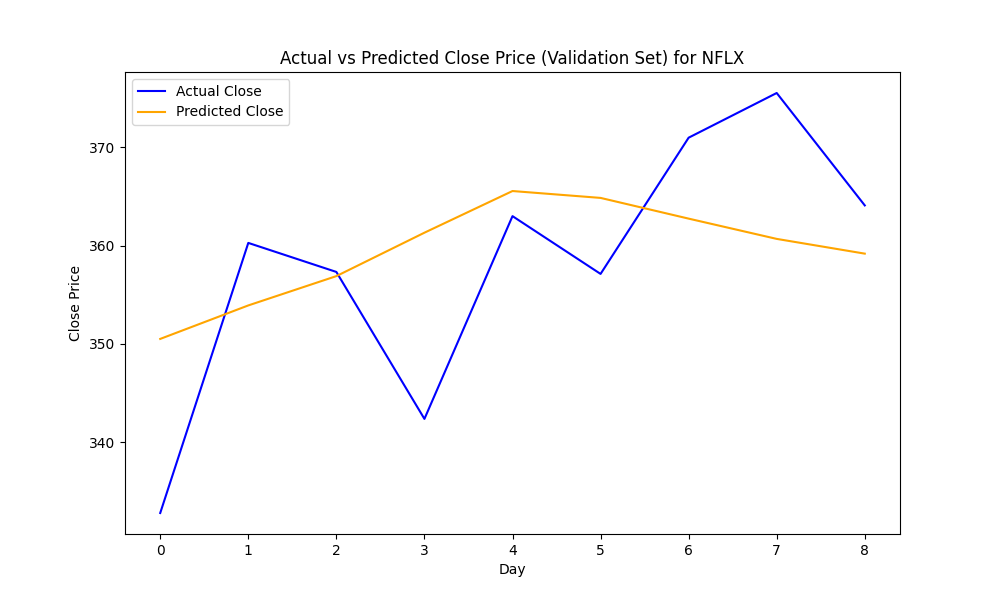 Actual vs Predicted Close Price (Validation Set) for NFLX
Actual Close
Predicted Close
370
360
350
340
Close Price
0 1 2 3 4 5 6 7 8
Day